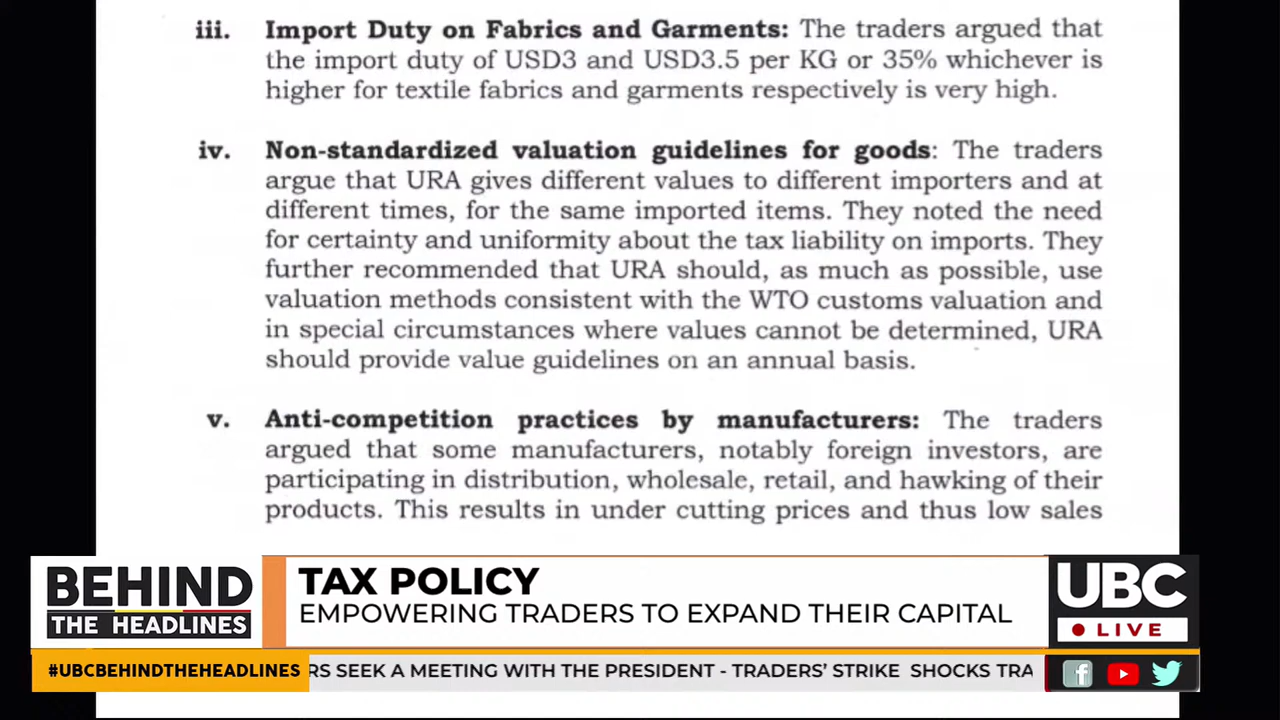 iii. Import Duty on Fabrics and Garments: The traders argued that
the import duty of USD3 and USD3.5 per KG or 35% whichever is
higher for textile fabrics and garments respectively is very high.
iv. Non-standardized valuation guidelines for goods: The traders
argue that URA gives different values to different importers and at
different times, for the same imported items. They noted the need
for certainty and uniformity about the tax liability on imports. They
further recommended that URA should, as much as possible, use
valuation methods consistent with the WTO customs valuation and
in special circumstances where values cannot be determined, URA
should provide value guidelines on an annual basis.
v. Anti-competition practices by manufacturers: The traders
argued that some manufacturers, notably foreign investors, are
participating in distribution, wholesale, retail, and hawking of their
products. This results in under cutting prices and thus low sales
BEHIND
THE HEADLINES
TAX POLICY
EMPOWERING TRADERS TO EXPAND THEIR CAPITAL
UBC
LIVE
#UBCBEHINDTHEHEADLINES
RS SEEK A MEETING WITH THE PRESIDENT - TRADERS' STRIKE SHOCKS TRA